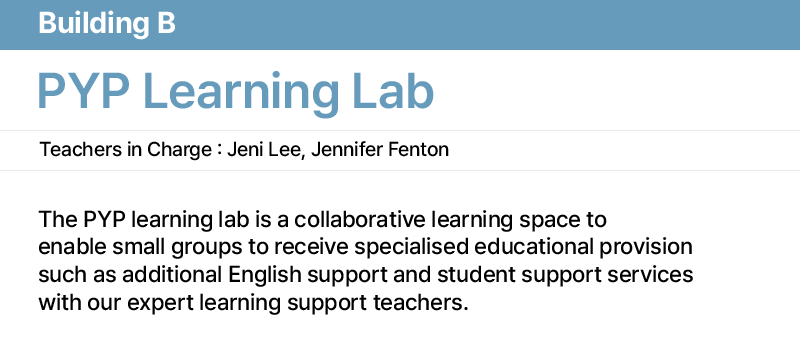 Building B
PYP Learning Lab
Teachers in Charge : Jeni Lee, Jennifer Fenton
The PYP learning lab is a collaborative learning space to
enable small groups to receive specialised educational provision
such as additional English support and student support services
with our expert learning support teachers.